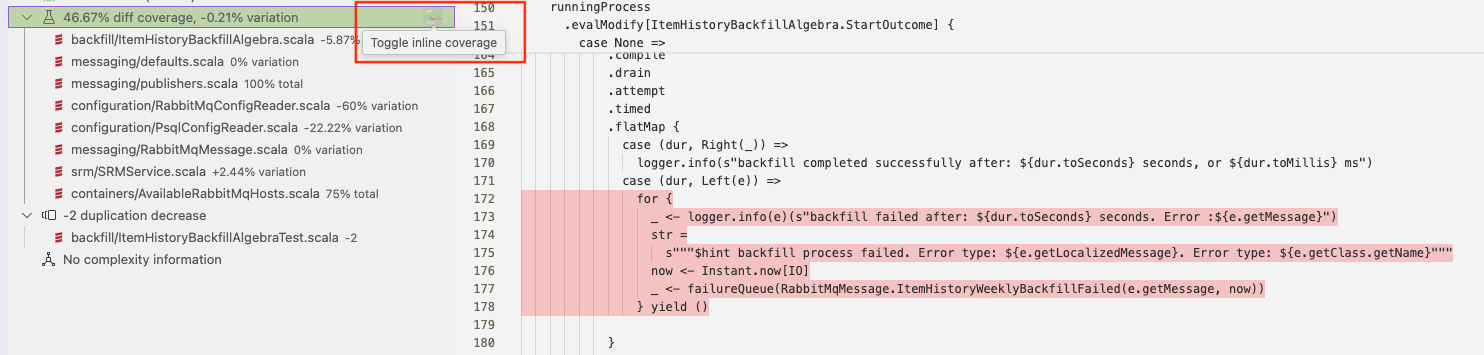 46.67% diff coverage, -0.21% variation
Toggle inline coverage
backfill/ItemHistoryBackfillAlgebra.scala -5.87%
messaging/defaults.scala 0% variation
messaging/publishers.scala 100% total
configuration/RabbitMqConfigReader.scala -60% variation
configuration/PsqlConfigReader.scala -22.22% variation
messaging/RabbitMqMessage.scala 0% variation
srm/SRMService.scala +2.44% variation
containers/AvailableRabbitMqHosts.scala 75% total
-2 duplication decrease
backfill/ItemHistoryBackfillAlgebraTest.scala -2
No complexity information
150 runningProcess
151 .evalModify[ItemHistoryBackfillAlgebra.StartOutcome] {
case None =>
164 .compile
165 .drain
166 .attempt
167 .timed
168 .flatMap {
169 case (dur, Right(_)) =>
170 logger.info(s"backfill completed successfully after: ${dur.toSeconds} seconds, or ${dur.toMillis} ms")
171 case (dur, Left(e)) =>
172 for {
173 _ <- logger.info(e)(s"backfill failed after: ${dur.toSeconds} seconds. Error :${e.getMessage}")
174 str =
175 s"""$hint backfill process failed. Error type: ${e.getLocalizedMessage}. Error type: ${e.getClass.getName}"""
176 now <- Instant.now[IO]
177 _ <- failureQueue(RabbitMqMessage.ItemHistoryWeeklyBackfillFailed(e.getMessage, now))
178 } yield ()
179
180 }